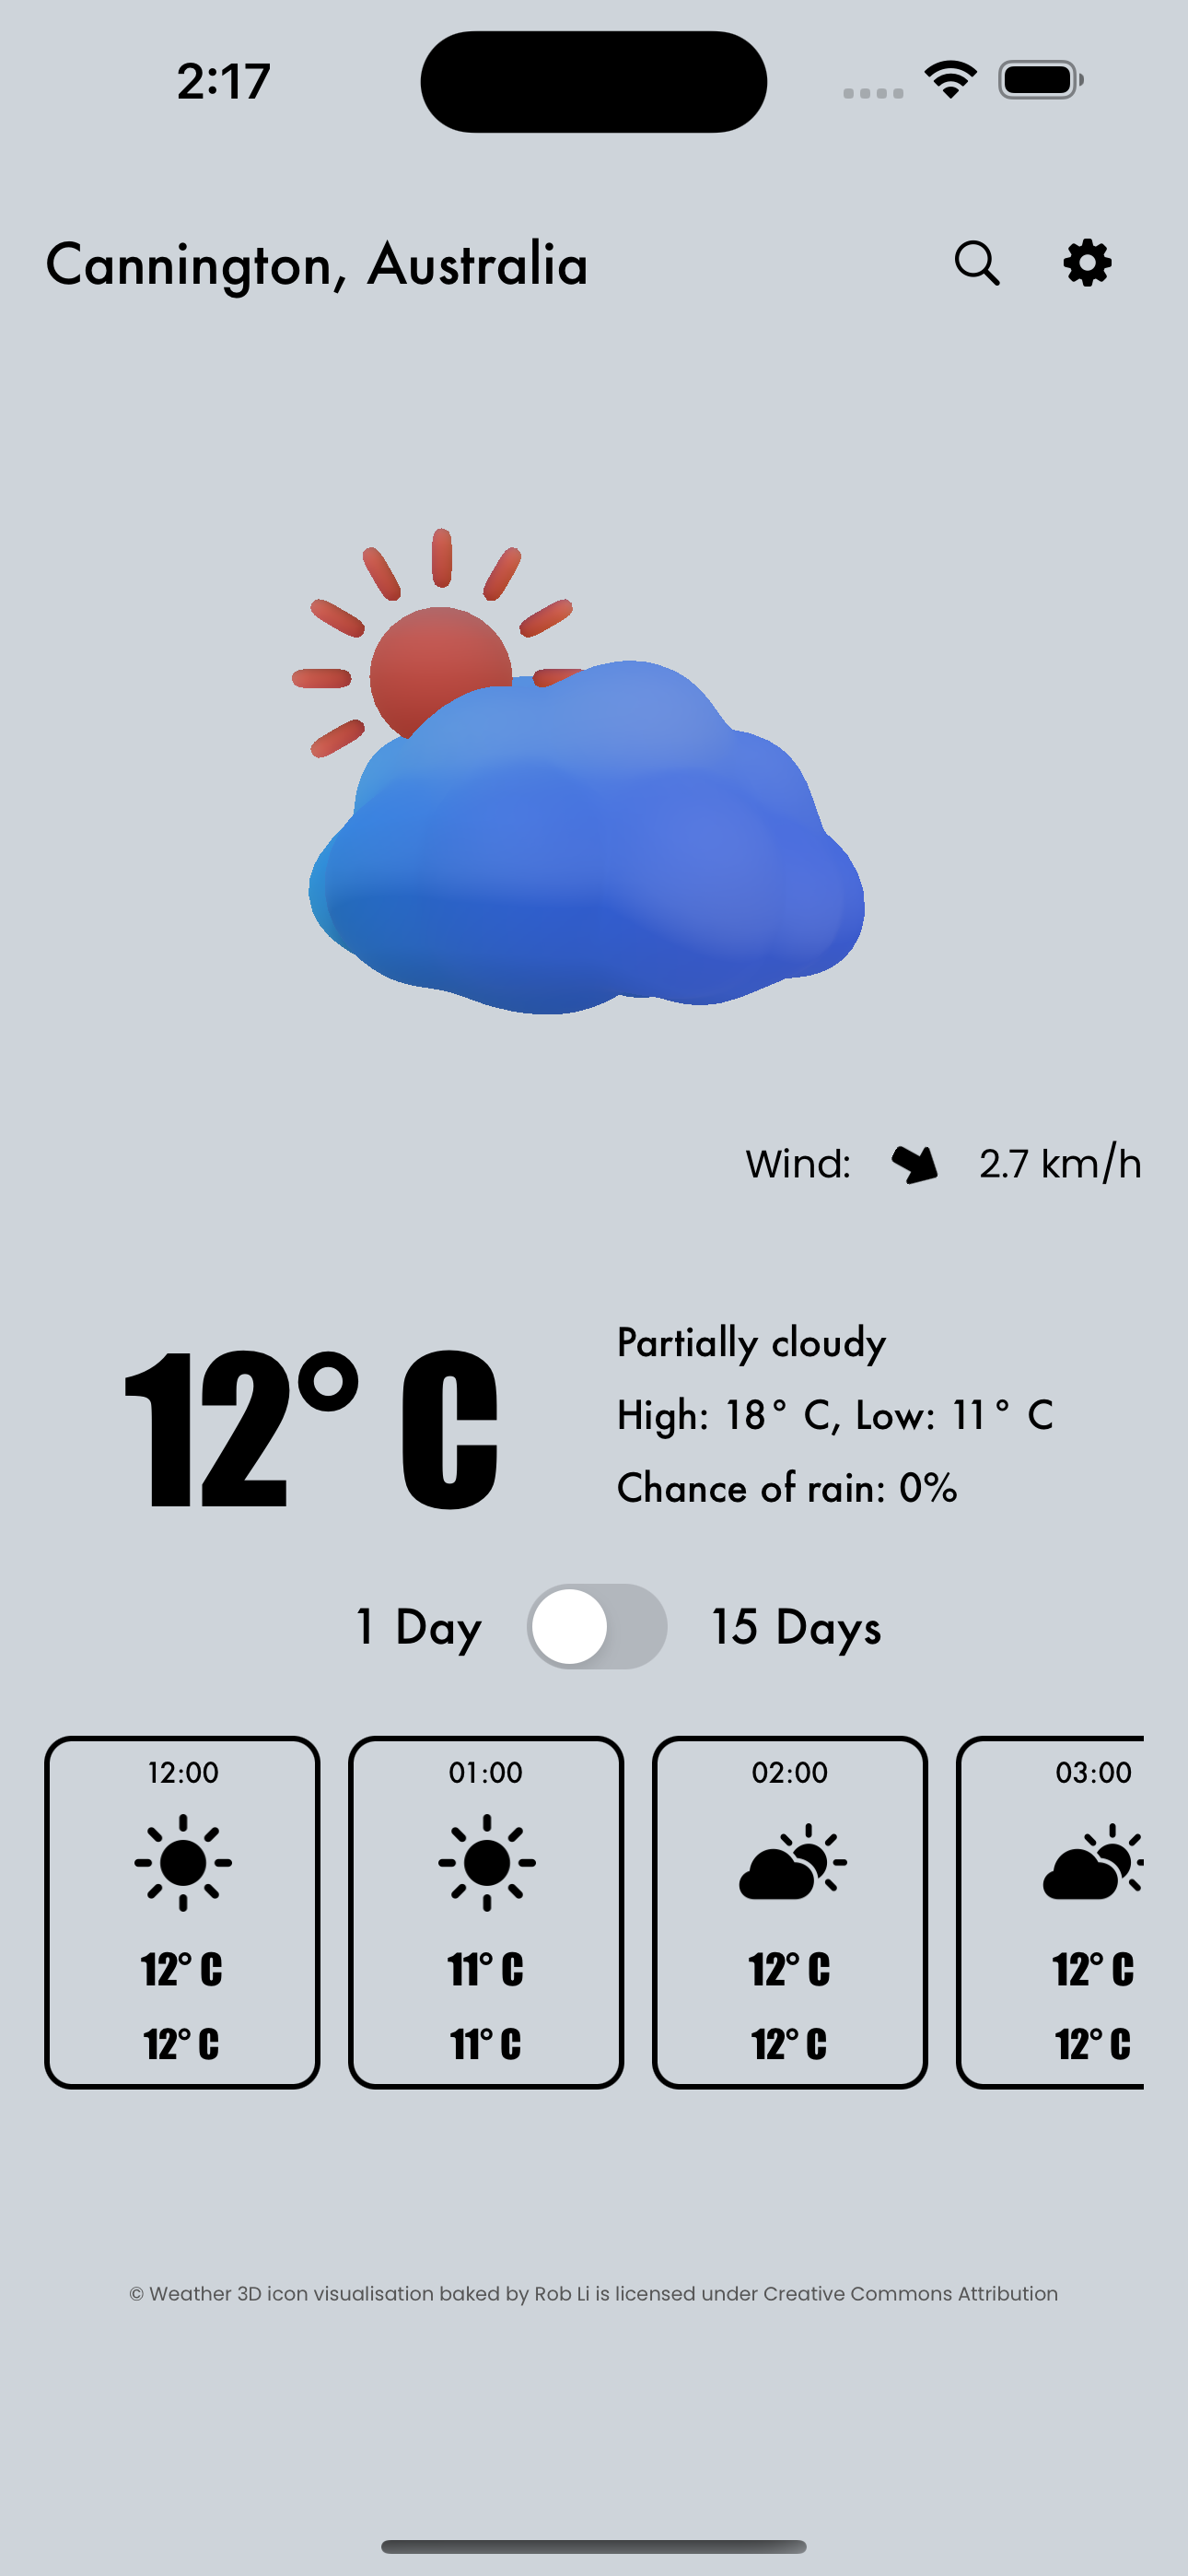 2:17
Cannington, Australia
Wind: 2.7 km/h
12° C
Partially cloudy
High: 18° C, Low: 11° C
Chance of rain: 0%
1 Day 15 Days
12:00 01:00 02:00 03:00
12° C 11° C 12° C 12° C
12° C 11° C 12° C 12° C
© Weather 3D icon visualisation baked by Rob Li is licensed under Creative Commons Attribution